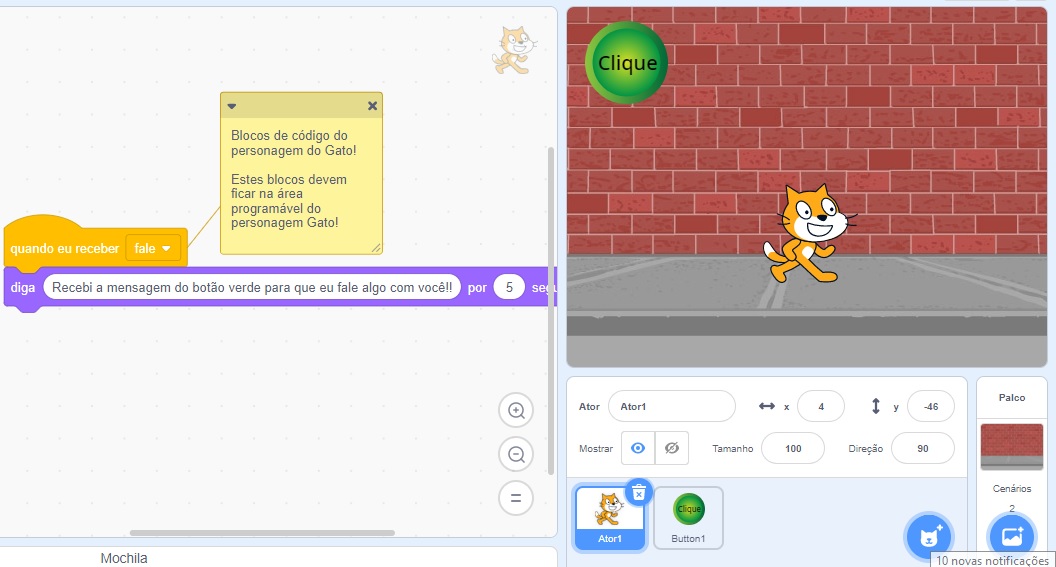 Blocos de código do
personagem do Gato!
Estes blocos devem
ficar na área
programável do
personagem Gato!
quando eu receber fale
diga Recebi a mensagem do botão verde para que eu fale algo com você!! por 5
Mochila
Clique
Ator Ator1 x 4 y -46
Mostrar Tamanho 100 Direção 90
Clique
Ator1 Button1
Palco
Cenários
2
10 novas notificações